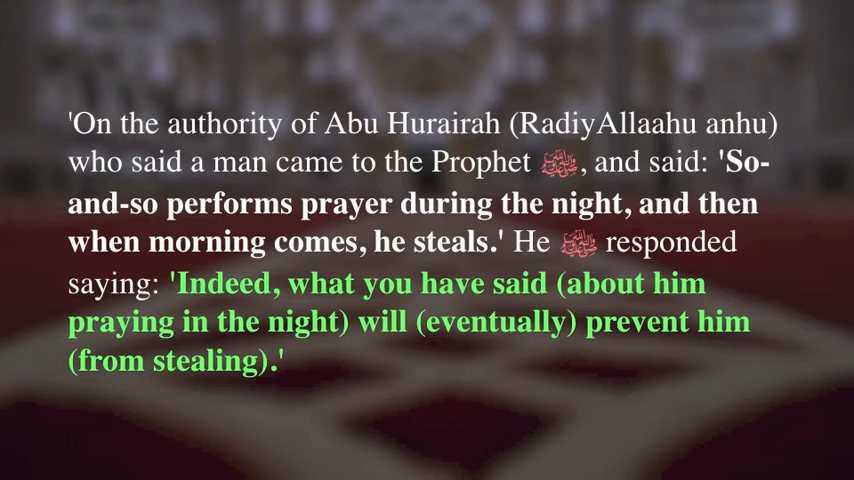 'On the authority of Abu Hurairah (RadiyAllaahu anhu)
who said a man came to the Prophet ﷺ, and said: 'So-
and-so performs prayer during the night, and then
when morning comes, he steals.' He ﷺ responded
saying: 'Indeed, what you have said (about him
praying in the night) will (eventually) prevent him
(from stealing).'